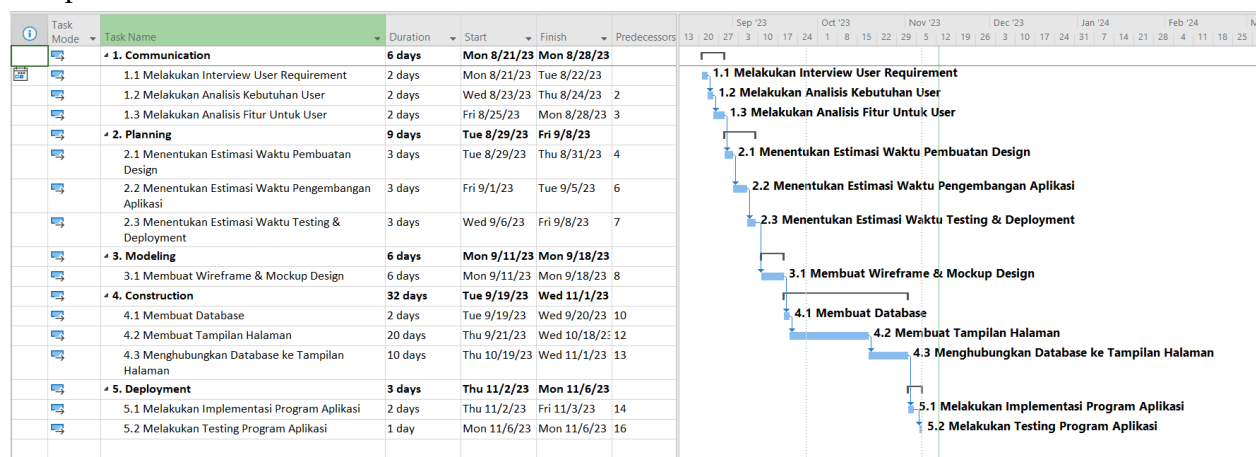 Task Mode Task Name Duration Start Finish Predecessors
Sep '23 Oct '23 Nov '23 Dec '23 Jan '24 Feb '24
13 20 27 3 10 17 24 1 8 15 22 29 5 12 19 26 3 10 17 24 31 7 14 21 28 4 11 18 25
1. Communication 6 days Mon 8/21/23 Mon 8/28/23
1.1 Melakukan Interview User Requirement 2 days Mon 8/21/23 Tue 8/22/23 1.1 Melakukan Interview User Requirement
1.2 Melakukan Analisis Kebutuhan User 2 days Wed 8/23/23 Thu 8/24/23 2 1.2 Melakukan Analisis Kebutuhan User
1.3 Melakukan Analisis Fitur Untuk User 2 days Fri 8/25/23 Mon 8/28/23 3 1.3 Melakukan Analisis Fitur Untuk User
2. Planning 9 days Tue 8/29/23 Fri 9/8/23
2.1 Menentukan Estimasi Waktu Pembuatan Design 3 days Tue 8/29/23 Thu 8/31/23 4 2.1 Menentukan Estimasi Waktu Pembuatan Design
2.2 Menentukan Estimasi Waktu Pengembangan Aplikasi 3 days Fri 9/1/23 Tue 9/5/23 6 2.2 Menentukan Estimasi Waktu Pengembangan Aplikasi
2.3 Menentukan Estimasi Waktu Testing & Deployment 3 days Wed 9/6/23 Fri 9/8/23 7 2.3 Menentukan Estimasi Waktu Testing & Deployment
3. Modeling 6 days Mon 9/11/23 Mon 9/18/23
3.1 Membuat Wireframe & Mockup Design 6 days Mon 9/11/23 Mon 9/18/23 8 3.1 Membuat Wireframe & Mockup Design
4. Construction 32 days Tue 9/19/23 Wed 11/1/23
4.1 Membuat Database 2 days Tue 9/19/23 Wed 9/20/23 10 4.1 Membuat Database
4.2 Membuat Tampilan Halaman 20 days Thu 9/21/23 Wed 10/18/23 12 4.2 Membuat Tampilan Halaman
4.3 Menghubungkan Database ke Tampilan Halaman 10 days Thu 10/19/23 Wed 11/1/23 13 4.3 Menghubungkan Database ke Tampilan Halaman
5. Deployment 3 days Thu 11/2/23 Mon 11/6/23
5.1 Melakukan Implementasi Program Aplikasi 2 days Thu 11/2/23 Fri 11/3/23 14 5.1 Melakukan Implementasi Program Aplikasi
5.2 Melakukan Testing Program Aplikasi 1 day Mon 11/6/23 Mon 11/6/23 16 5.2 Melakukan Testing Program Aplikasi